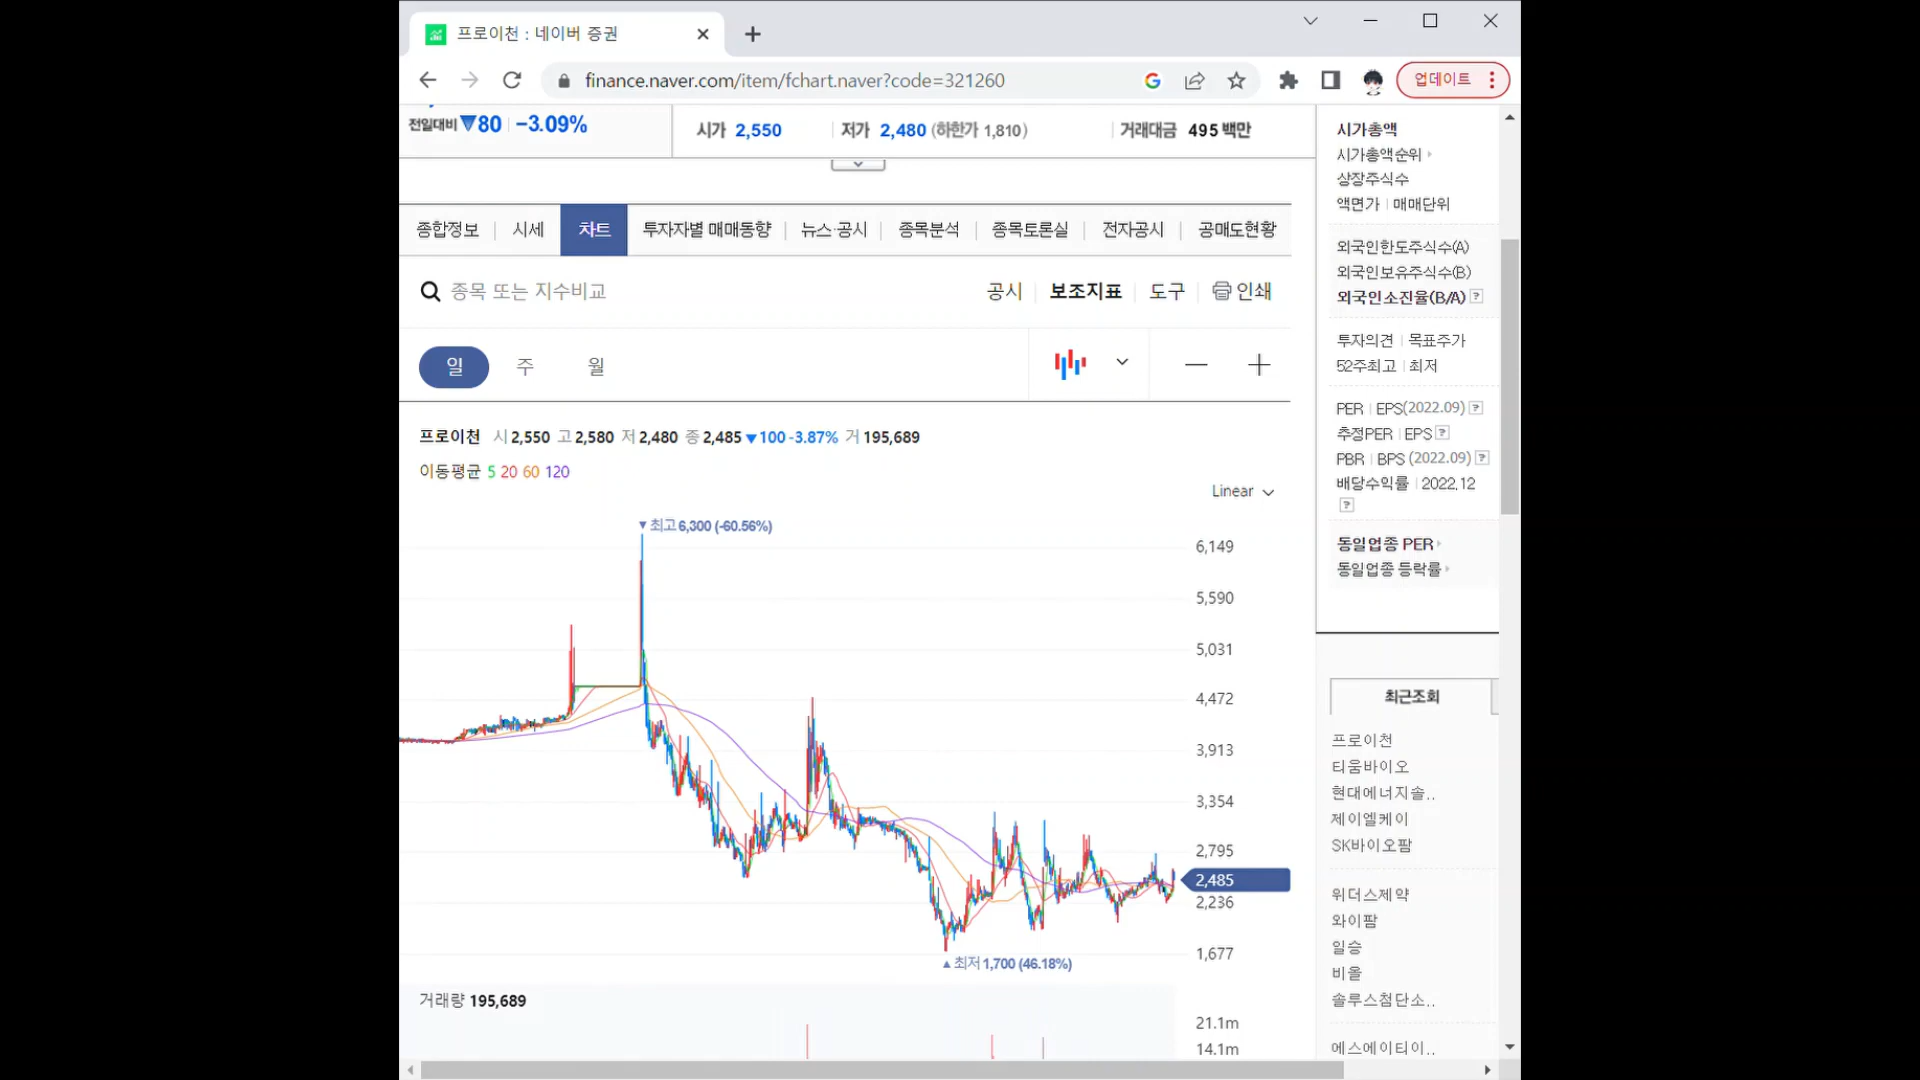 프로이천 : 네이버 증권
finance.naver.com/item/fchart.naver?code=321260
업데이트
전일대비 ▼80 -3.09%
시가 2,550
저가 2,480 (하한가 1,810)
거래대금 495 백만
종합정보 시세 차트 투자자별 매매동향 뉴스·공시 종목분석 종목토론실 전자공시 공매도현황
종목 또는 지수비교
공시 보조지표 도구 인쇄
일 주 월
프로이천 시 2,550 고 2,580 저 2,480 종 2,485 ▼100 -3.87% 거 195,689
이동평균 5 20 60 120
Linear
▼최고 6,300 (-60.56%)
6,149
5,590
5,031
4,472
3,913
3,354
2,795
2,485
2,236
1,677
▲최저 1,700 (46.18%)
거래량 195,689
21.1m
14.1m
시가총액
시가총액순위
상장주식수
액면가 | 매매단위
외국인한도주식수(A)
외국인보유주식수(B)
외국인소진율(B/A) ?
투자의견 | 목표주가
52주최고 | 최저
PER | EPS(2022.09) ?
추정PER | EPS ?
PBR | BPS (2022.09) ?
배당수익률 | 2022.12
?
동일업종 PER
동일업종 등락률
최근조회
프로이천
티움바이오
현대에너지솔..
제이엘케이
SK바이오팜
위더스제약
와이팜
일승
비올
솔루스첨단소..
에스에이티이..